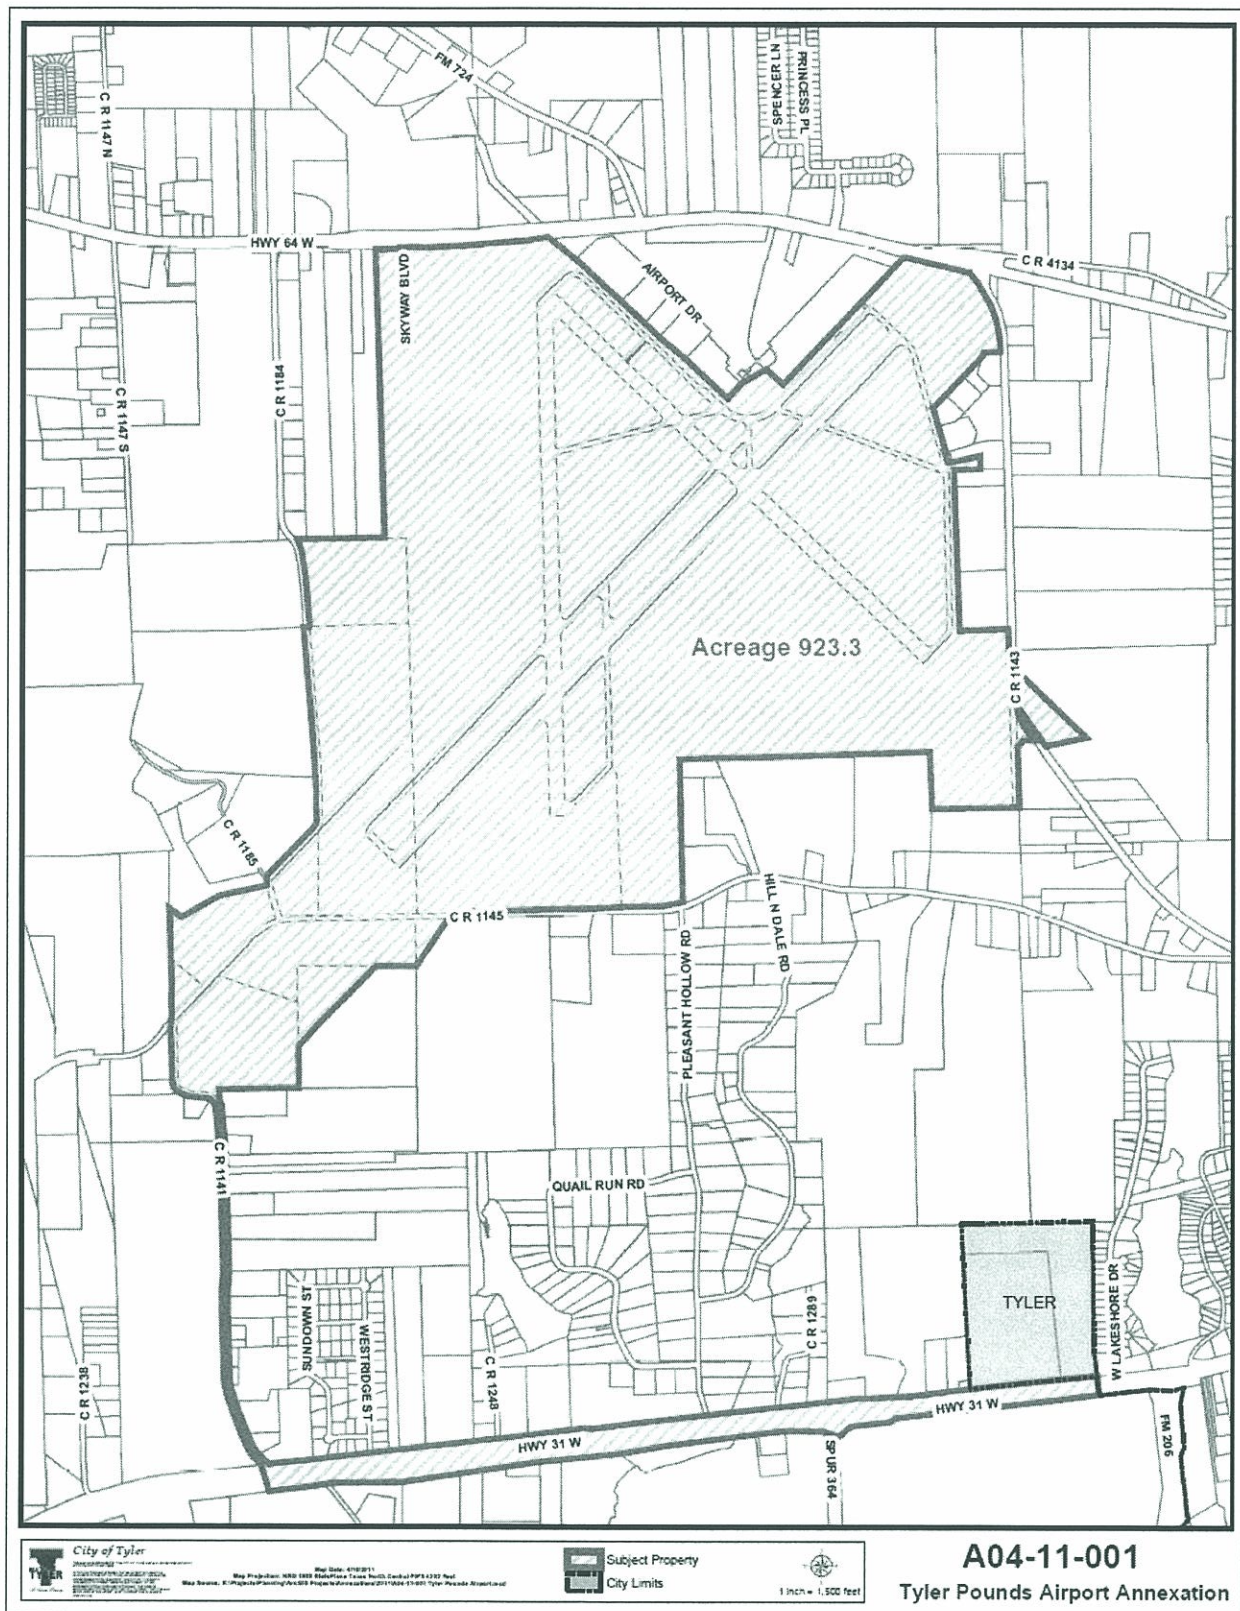 FM 724
SPENCER LN
PRINCESS PL
C R 1147 N
HWY 64 W
SKYWAY BLVD
AIRPORT DR
C R 4134
C R 1184
C R 1147 S
Acreage 923.3
C R 1143
C R 1185
C R 1145
HILL N DALE RD
PLEASANT HOLLOW RD
C R 1141
QUAIL RUN RD
TYLER
W LAKESHORE DR
SUNDOWN ST
WESTRIDGE ST
C R 1289
C R 1248
C R 1238
HWY 31 W
HWY 31 W
SPUR 364
FM 206
TYLER
City of Tyler
Subject Property
City Limits
1 inch = 1,500 feet
A04-11-001
Tyler Pounds Airport Annexation